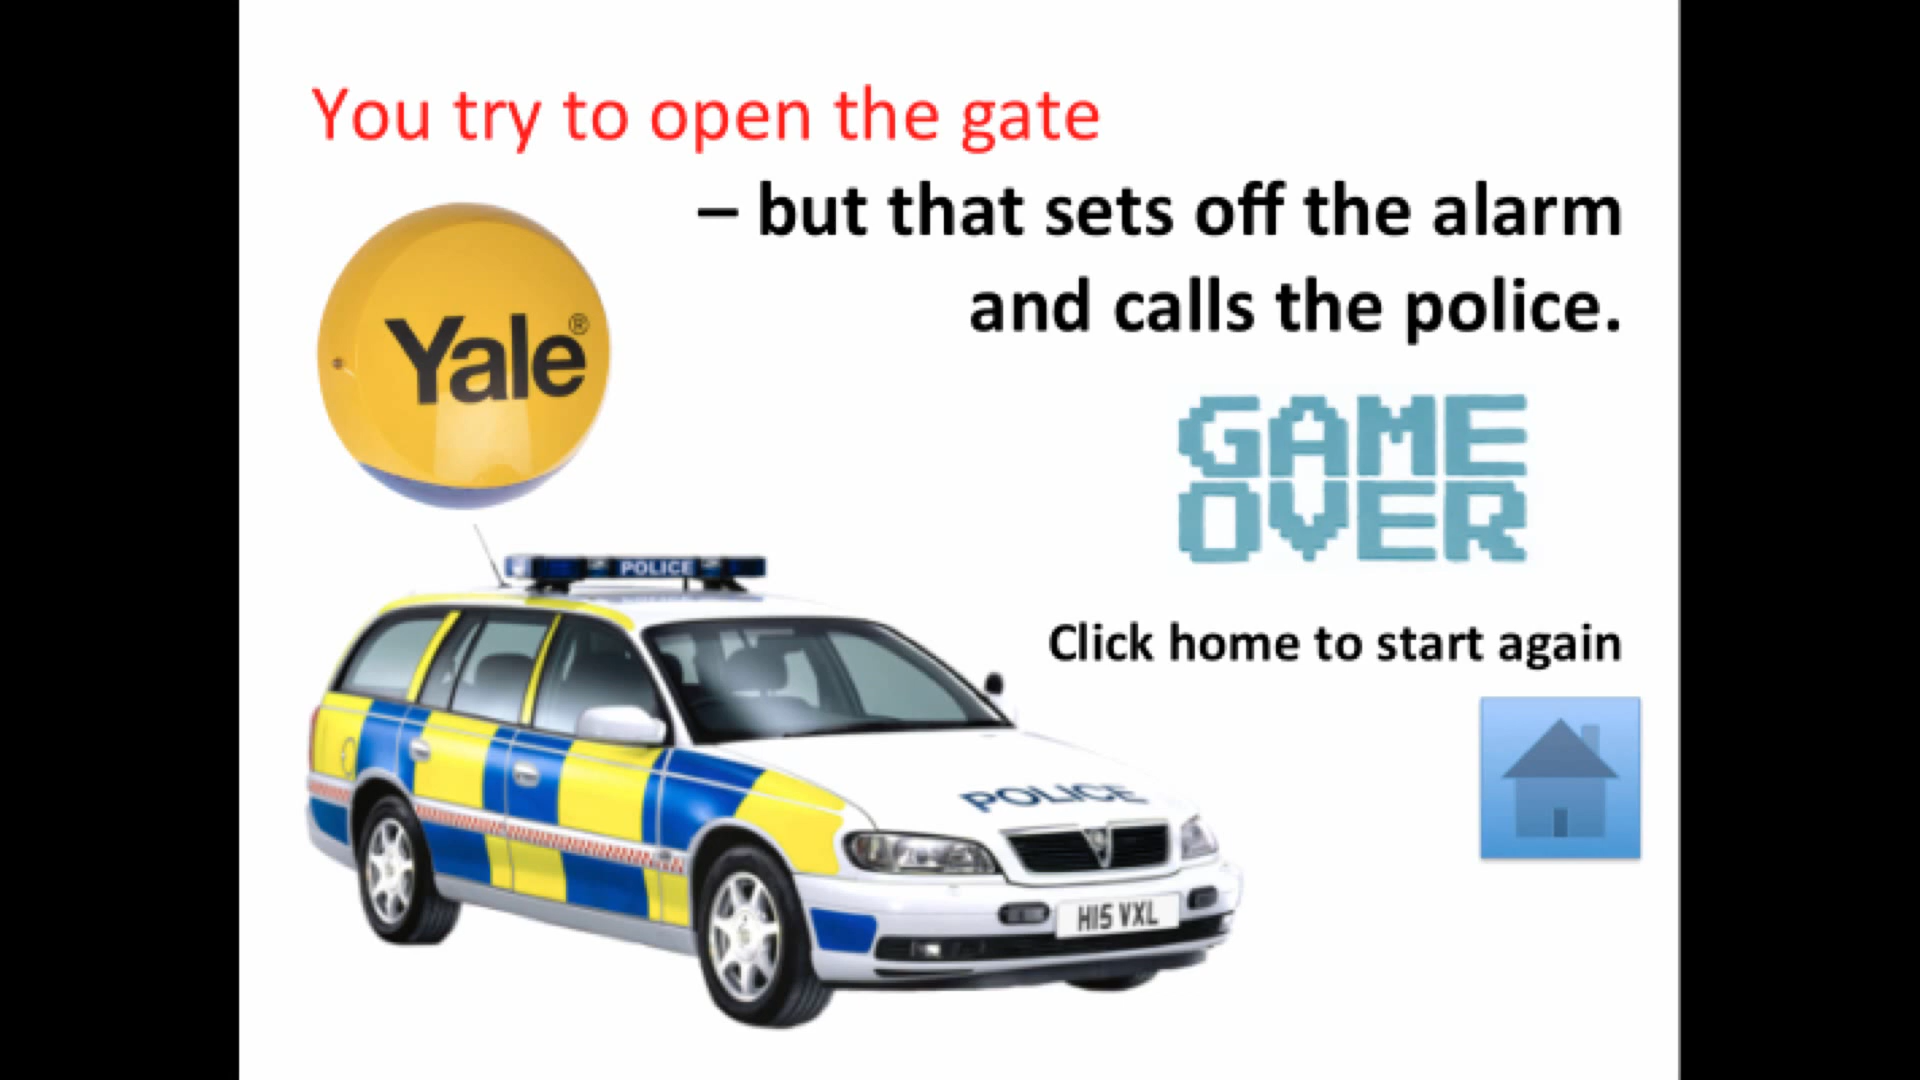 You try to open the gate
– but that sets off the alarm
and calls the police.
Yale®
GAME
OVER
POLICE
Click home to start again
POLICE
H15 VXL